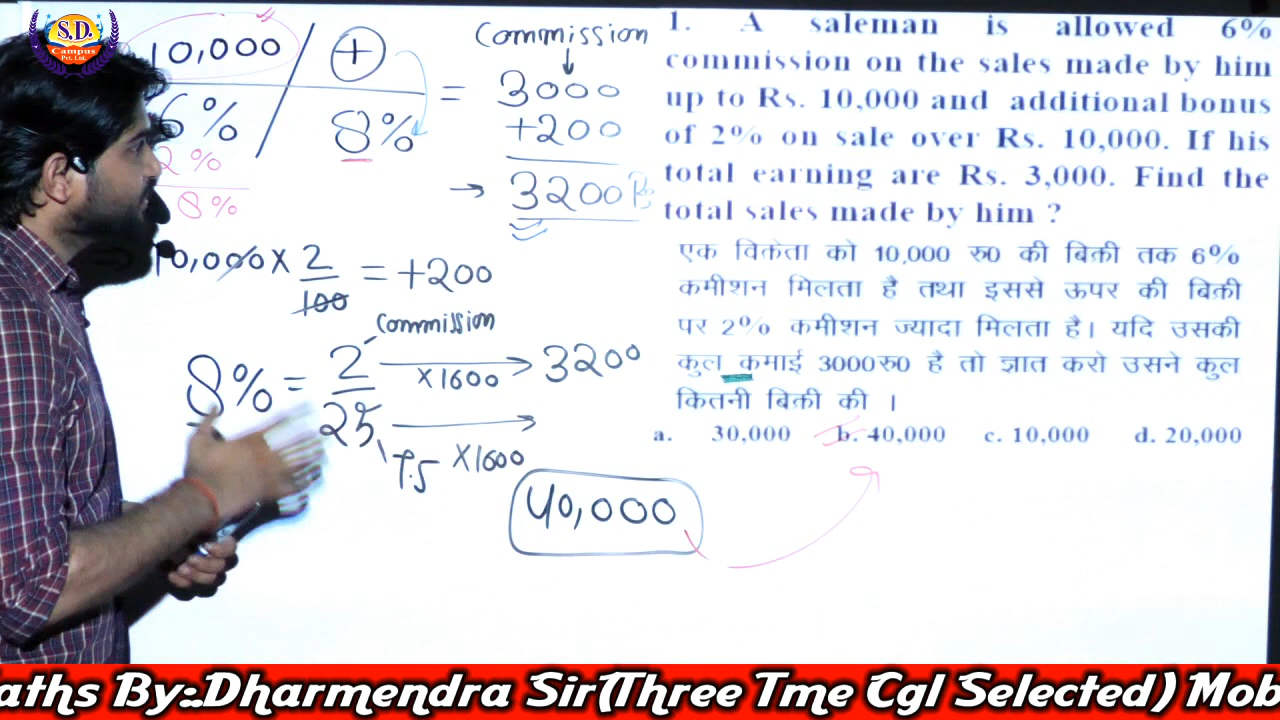 S.D.
Campus
Pvt. Ltd.
10,000 / +
6% / 8%
2%
8%
Commission
= 3000
+200
→ 3200 Rs
10,000 × 2/100 = +200
8% = 2/25
Commission
×1600 3200
T.S ×1600
40,000
1. A saleman is allowed 6%
commission on the sales made by him
up to Rs. 10,000 and additional bonus
of 2% on sale over Rs. 10,000. If his
total earning are Rs. 3,000. Find the
total sales made by him ?
एक विक्रेता को 10,000 रु0 की बिक्री तक 6%
कमीशन मिलता है तथा इससे ऊपर की बिक्री
पर 2% कमीशन ज्यादा मिलता है। यदि उसकी
कुल कमाई 3000रु0 है तो ज्ञात करो उसने कुल
कितनी बिक्री की ।
a. 30,000 b. 40,000 c. 10,000 d. 20,000
aths By:.Dharmendra Sir(Three Tme Cgl Selected) Mob